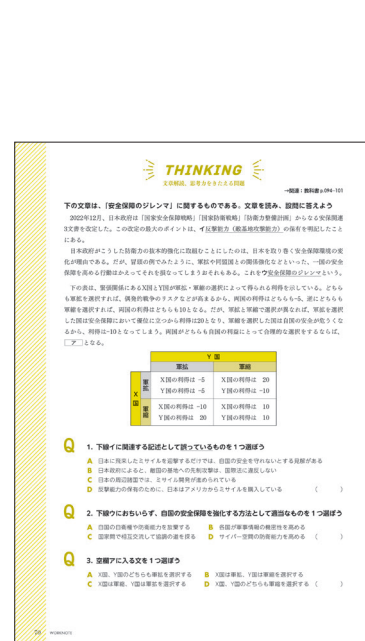 THINKING
文章解読、思考力をきたえる問題
→関連：教科書 p.094-101
下の文章は、「安全保障のジレンマ」に関するものである。文章を読み、設問に答えよう
2022年12月、日本政府は「国家安全保障戦略」「国家防衛戦略」「防衛力整備計画」からなる安保関連
3文書を改定した。この改定の最大のポイントは、イ反撃能力（敵基地攻撃能力）の保有を明記したこと
にある。
日本政府がこうした防衛力の抜本的強化に取組むことにしたのは、日本を取り巻く安全保障環境の変
化が理由である。だが、冒頭の例でみたように、軍拡や同盟国との関係強化などといった、一国の安全
保障を高める行動はかえってそれを損なってしまうおそれもある。これをウ安全保障のジレンマという。
下の表は、緊張関係にあるX国とY国が軍拡・軍縮の選択によって得られる利得を示している。どちら
も軍拡を選択すれば、偶発的戦争のリスクなどが高まるから、両国の利得はどちらも-5、逆にどちらも
軍縮を選択すれば、両国の利得はどちらも10となる。だが、軍拡と軍縮で選択が異なれば、軍拡を選択
した国は安全保障において優位に立つから利得は20となり、軍縮を選択した国は自国の安全が危うくな
るから、利得は-10となってしまう。両国がどちらも自国の利益にとって合理的な選択をするならば、
ア となる。
Y 国
軍拡 軍縮
X国 軍拡 X国の利得は -5 X国の利得は 20
Y国の利得は -5 Y国の利得は -10
軍縮 X国の利得は -10 X国の利得は 10
Y国の利得は 20 Y国の利得は 10
Q 1. 下線イに関連する記述として誤っているものを1つ選ぼう
A 日本に飛来したミサイルを迎撃するだけでは、自国の安全を守れないとする見解がある
B 日本政府によると、敵国の基地への先制攻撃は、国際法に違反しない
C 日本の周辺諸国では、ミサイル開発が進められている
D 反撃能力の保有のために、日本はアメリカからミサイルを購入している （ ）
Q 2. 下線ウにおちいらず、自国の安全保障を強化する方法として適当なものを1つ選ぼう
A 自国の自衛権や防衛能力を放棄する B 各国が軍事情報の機密性を高める
C 国家間で相互交流して協調の道を探る D サイバー空間の防衛能力を高める （ ）
Q 3. 空欄アに入る文を1つ選ぼう
A X国、Y国のどちらも軍拡を選択する B X国は軍拡、Y国は軍縮を選択する
C X国は軍縮、Y国は軍拡を選択する D X国、Y国のどちらも軍縮を選択する （ ）
70 WORKNOTE